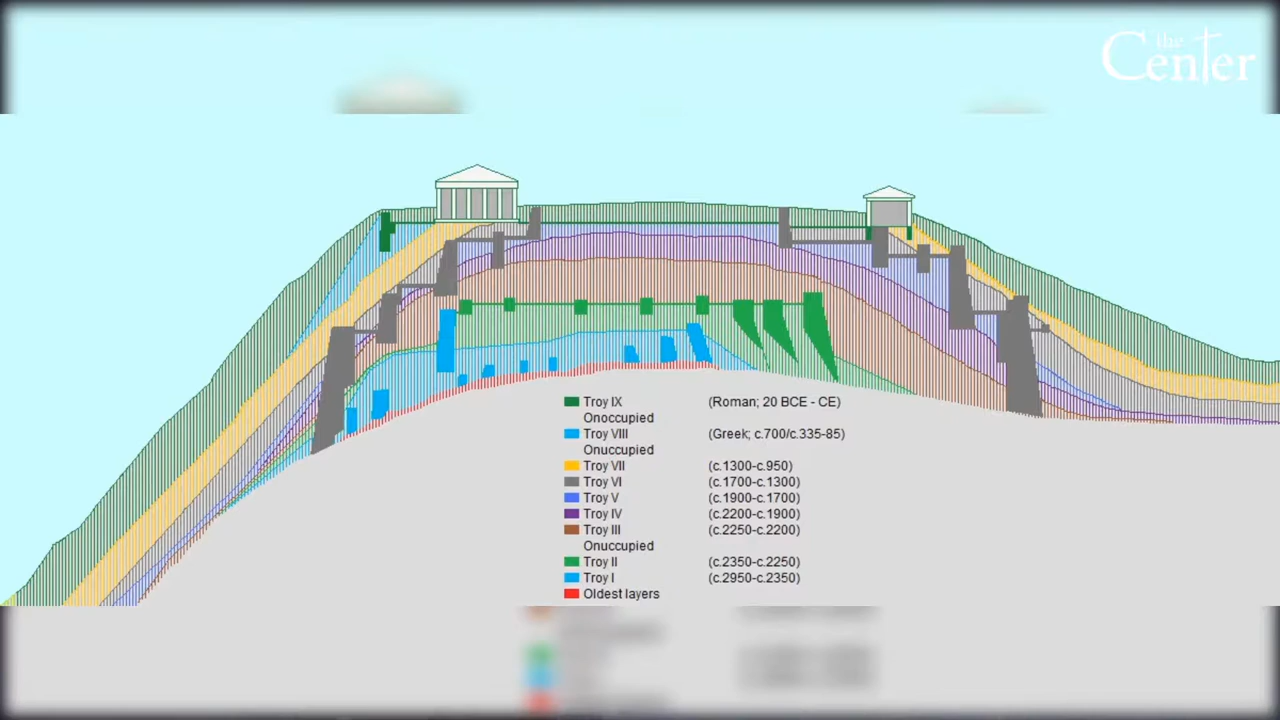 the
Center
Troy IX (Roman; 20 BCE - CE)
Onoccupied
Troy VIII (Greek; c.700/c.335-85)
Unuccupied
Troy VII (c.1300-c.950)
Troy VI (c.1700-c.1300)
Troy V (c.1900-c.1700)
Troy IV (c.2200-c.1900)
Troy III (c.2250-c.2200)
Onuccupied
Troy II (c.2350-c.2250)
Troy I (c.2950-c.2350)
Oldest layers